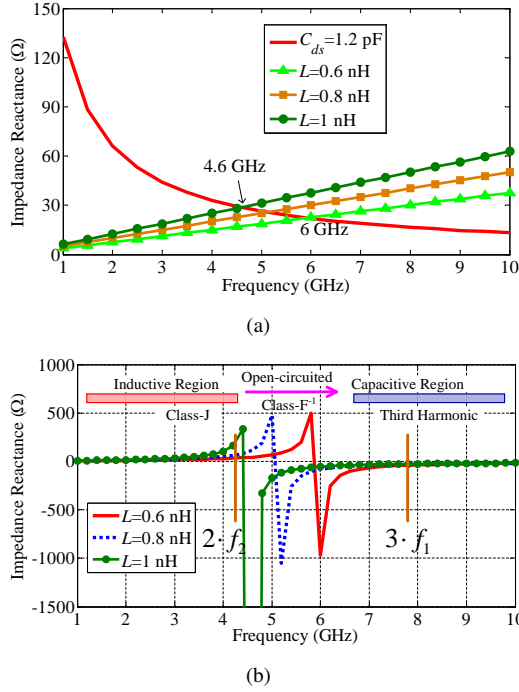 150
120
90
60
30
0
Impedance Reactance (Ω)
C_ds=1.2 pF
L=0.6 nH
L=0.8 nH
L=1 nH
4.6 GHz
6 GHz
1 2 3 4 5 6 7 8 9 10
Frequency (GHz)
(a)
1000
500
0
-500
-1000
-1500
Impedance Reactance (Ω)
Inductive Region
Open-circuited
Capacitive Region
Class-J
Class-F⁻¹
Third Harmonic
L=0.6 nH
L=0.8 nH
L=1 nH
2·f₂
3·f₁
1 2 3 4 5 6 7 8 9 10
Frequency (GHz)
(b)